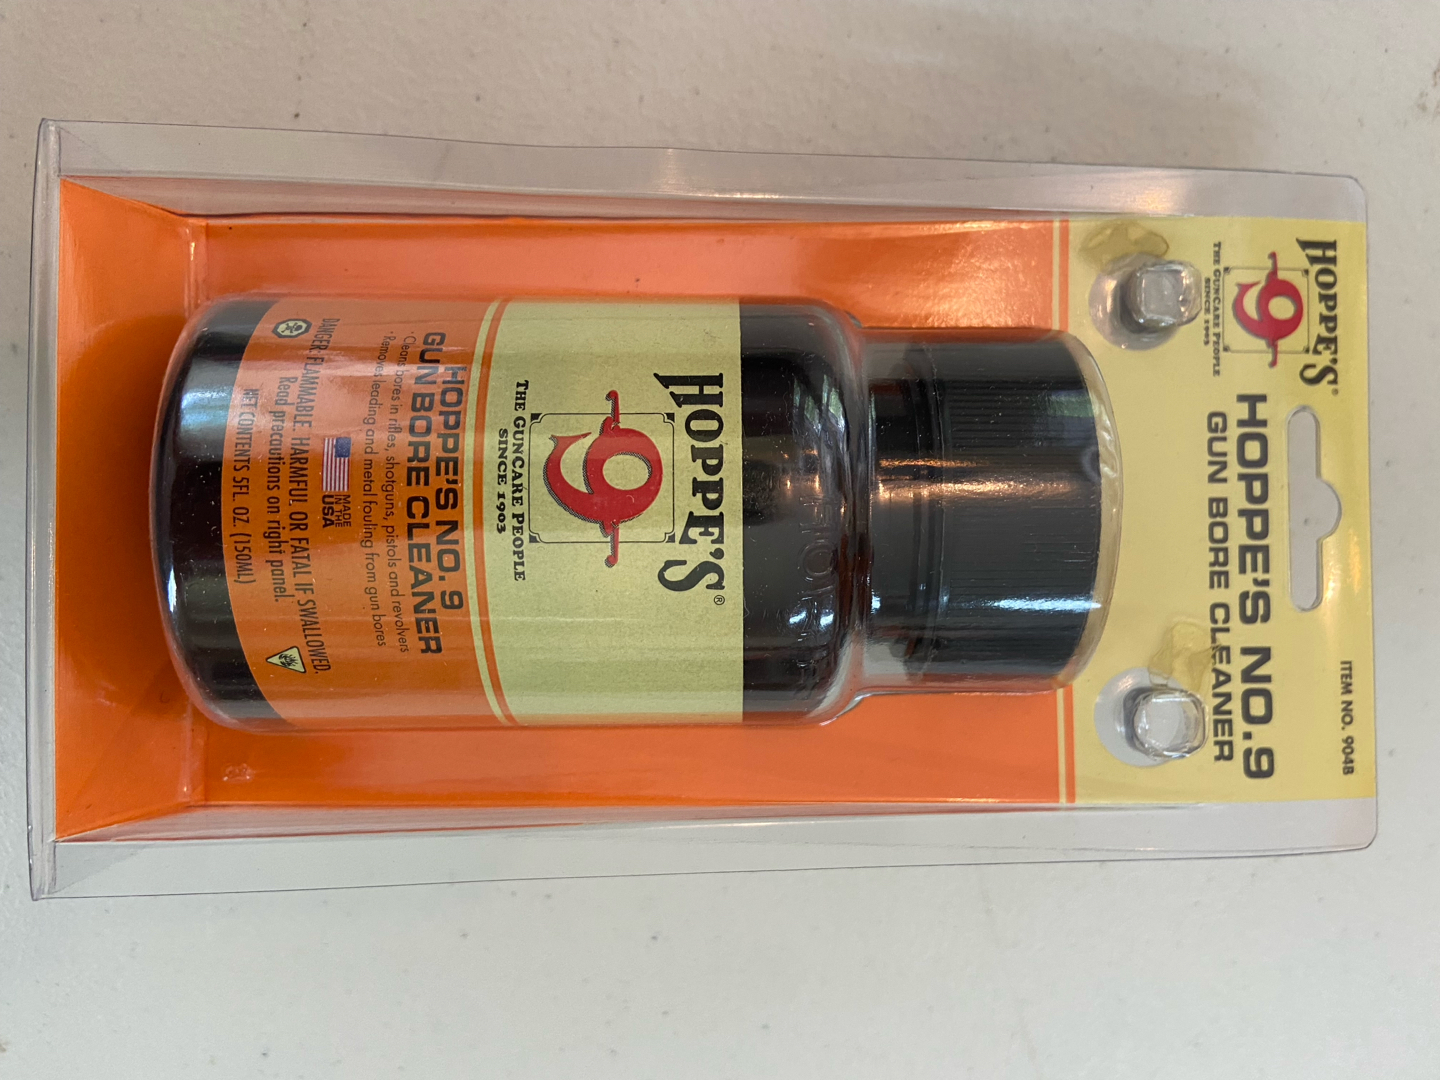 ITEM NO. 904B
HOPPE'S®
9
THE GUNCARE PEOPLE
SINCE 1903
HOPPE'S NO.9
GUN BORE CLEANER
HOPPE'S®
9
THE GUNCARE PEOPLE
SINCE 1903
HOPPE'S NO. 9
GUN BORE CLEANER
· Cleans bores in rifles, shotguns, pistols and revolvers
· Removes leading and metal fouling from gun bores
MADE
IN THE
USA
DANGER: FLAMMABLE. HARMFUL OR FATAL IF SWALLOWED.
Read precautions on right panel.
NET CONTENTS 5FL. OZ. (150ML)